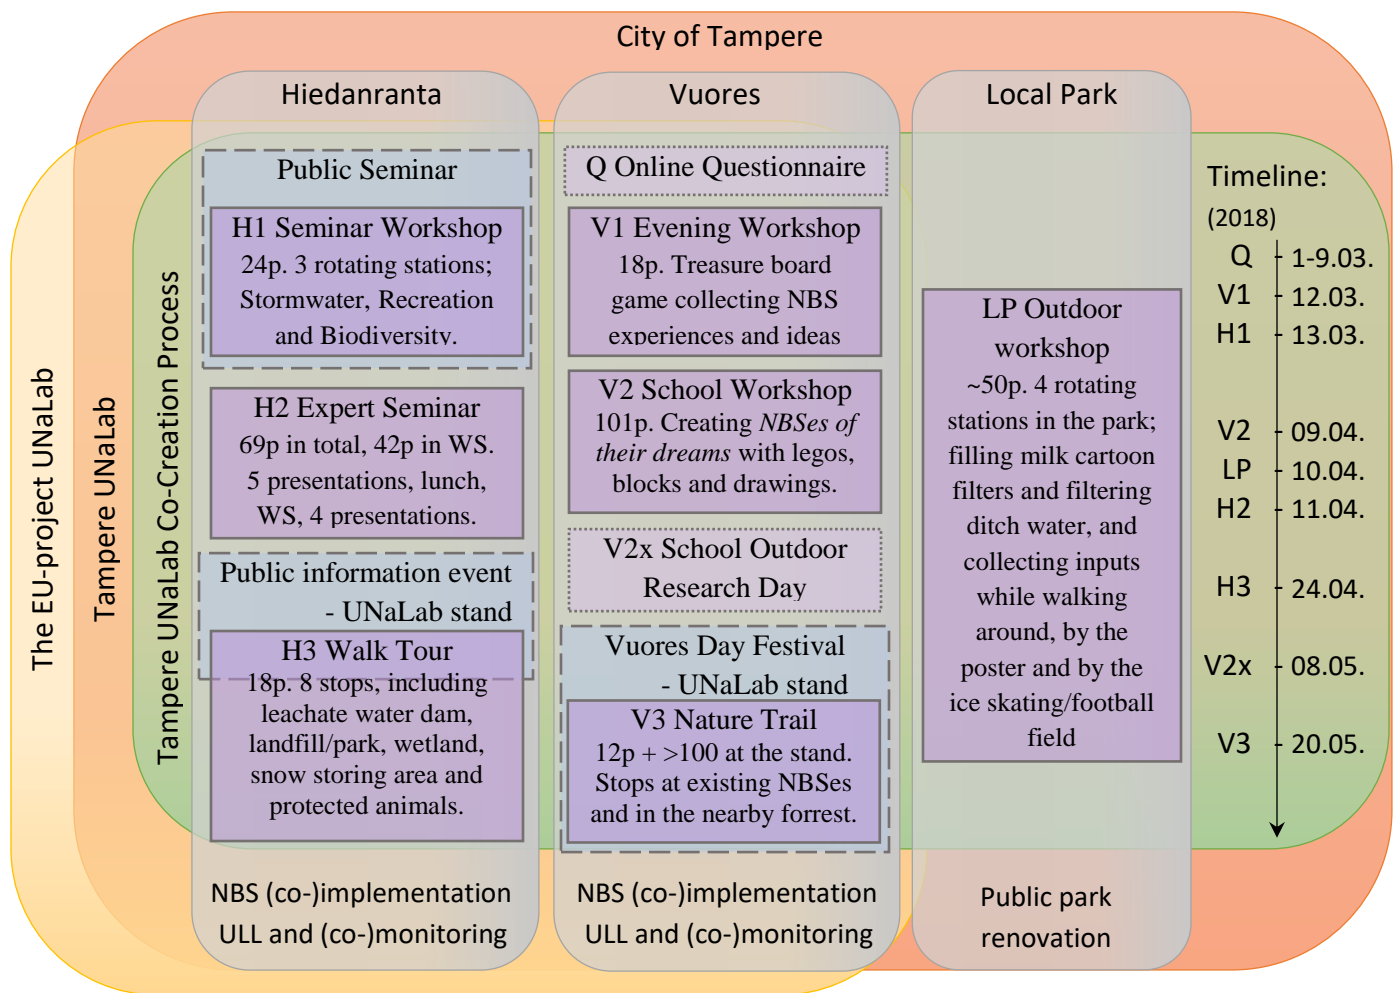 City of Tampere
Hiedanranta
Public Seminar
H1 Seminar Workshop
24p. 3 rotating stations;
Stormwater, Recreation
and Biodiversity.
H2 Expert Seminar
69p in total, 42p in WS.
5 presentations, lunch,
WS, 4 presentations.
Public information event
- UNaLab stand
H3 Walk Tour
18p. 8 stops, including
leachate water dam,
landfill/park, wetland,
snow storing area and
protected animals.
NBS (co-)implementation
ULL and (co-)monitoring
Vuores
Q Online Questionnaire
V1 Evening Workshop
18p. Treasure board
game collecting NBS
experiences and ideas
V2 School Workshop
101p. Creating NBSes of
their dreams with legos,
blocks and drawings.
V2x School Outdoor
Research Day
Vuores Day Festival
- UNaLab stand
V3 Nature Trail
12p + >100 at the stand.
Stops at existing NBSes
and in the nearby forrest.
NBS (co-)implementation
ULL and (co-)monitoring
Local Park
LP Outdoor
workshop
~50p. 4 rotating
stations in the park;
filling milk cartoon
filters and filtering
ditch water, and
collecting inputs
while walking
around, by the
poster and by the
ice skating/football
field
Public park
renovation
Timeline:
(2018)
Q - 1-9.03.
V1 - 12.03.
H1 - 13.03.
V2 - 09.04.
LP - 10.04.
H2 - 11.04.
H3 - 24.04.
V2x - 08.05.
V3 - 20.05.
The EU-project UNaLab
Tampere UNaLab
Tampere UNaLab Co-Creation Process